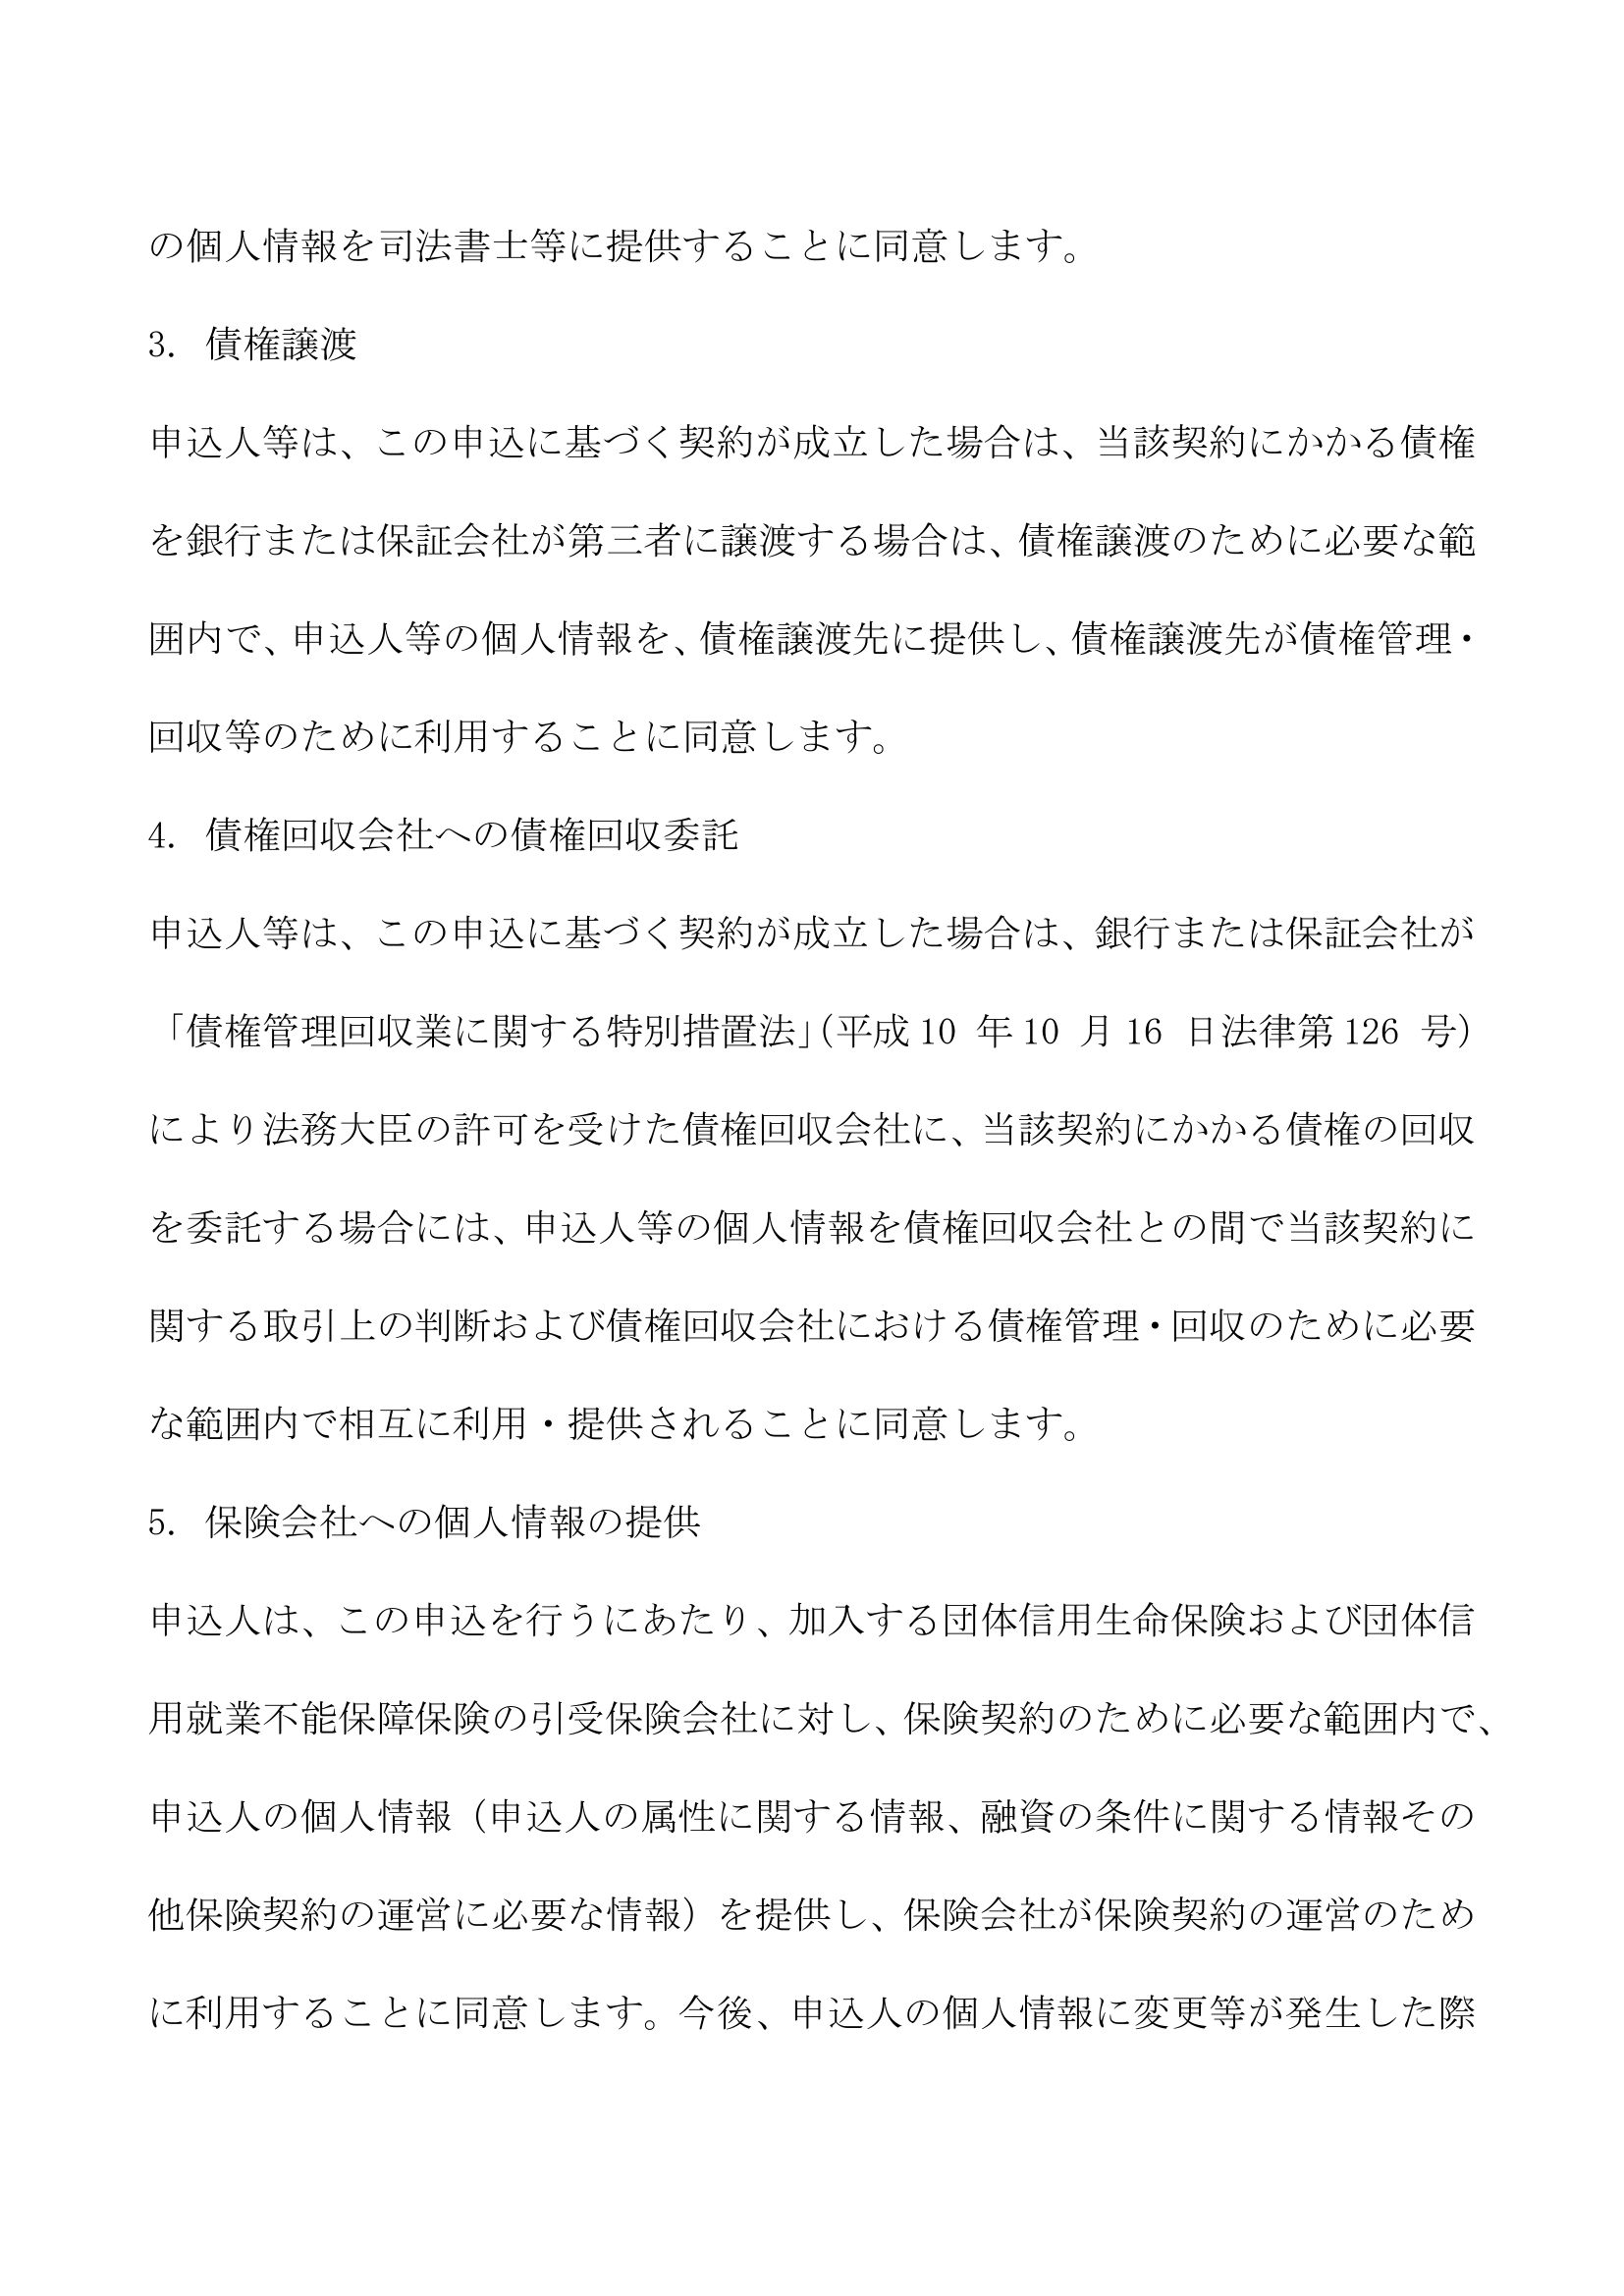 の個人情報を司法書士等に提供することに同意します。
3. 債権譲渡
申込人等は、この申込に基づく契約が成立した場合は、当該契約にかかる債権
を銀行または保証会社が第三者に譲渡する場合は、債権譲渡のために必要な範
囲内で、申込人等の個人情報を、債権譲渡先に提供し、債権譲渡先が債権管理・
回収等のために利用することに同意します。
4. 債権回収会社への債権回収委託
申込人等は、この申込に基づく契約が成立した場合は、銀行または保証会社が
「債権管理回収業に関する特別措置法」（平成10 年10 月16 日法律第126 号）
により法務大臣の許可を受けた債権回収会社に、当該契約にかかる債権の回収
を委託する場合には、申込人等の個人情報を債権回収会社との間で当該契約に
関する取引上の判断および債権回収会社における債権管理・回収のために必要
な範囲内で相互に利用・提供されることに同意します。
5. 保険会社への個人情報の提供
申込人は、この申込を行うにあたり、加入する団体信用生命保険および団体信
用就業不能保障保険の引受保険会社に対し、保険契約のために必要な範囲内で、
申込人の個人情報（申込人の属性に関する情報、融資の条件に関する情報その
他保険契約の運営に必要な情報）を提供し、保険会社が保険契約の運営のため
に利用することに同意します。今後、申込人の個人情報に変更等が発生した際